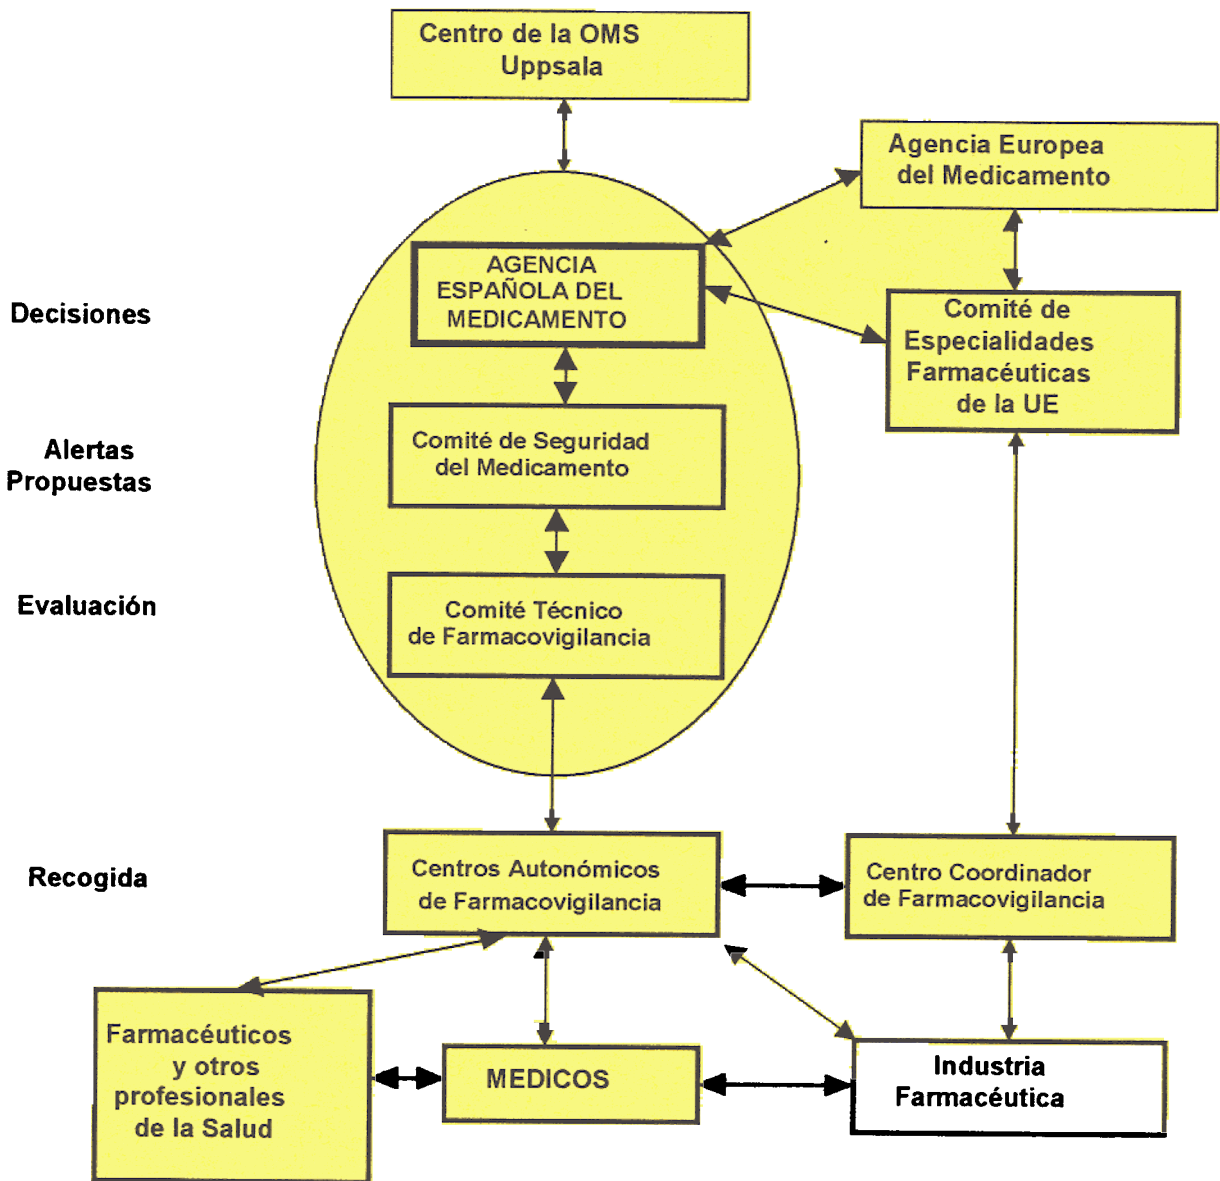 Centro de la OMS
Uppsala
Agencia Europea
del Medicamento
AGENCIA
ESPAÑOLA DEL
MEDICAMENTO
Decisiones
Comité de
Especialidades
Farmacéuticas
de la UE
Alertas
Propuestas
Comité de Seguridad
del Medicamento
Evaluación
Comité Técnico
de Farmacovigilancia
Recogida
Centros Autonómicos
de Farmacovigilancia
Centro Coordinador
de Farmacovigilancia
Farmacéuticos
y otros
profesionales
de la Salud
MEDICOS
Industria
Farmacéutica